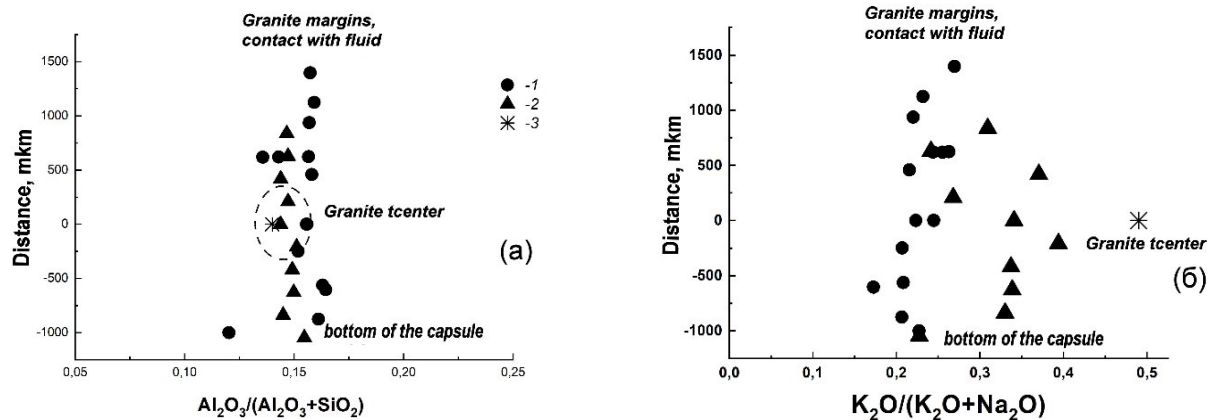 Granite margins,
contact with fluid
1500
1000
500
0
-500
-1000
Distance, mkm
-1
-2
-3
Granite tcenter
(а)
bottom of the capsule
0,05
0,10
0,15
0,20
0,25
Al₂O₃/(Al₂O₃+SiO₂)
Granite margins,
contact with fluid
1500
1000
500
0
-500
-1000
Distance, mkm
Granite tcenter
(б)
bottom of the capsule
0,0
0,1
0,2
0,3
0,4
0,5
K₂O/(K₂O+Na₂O)